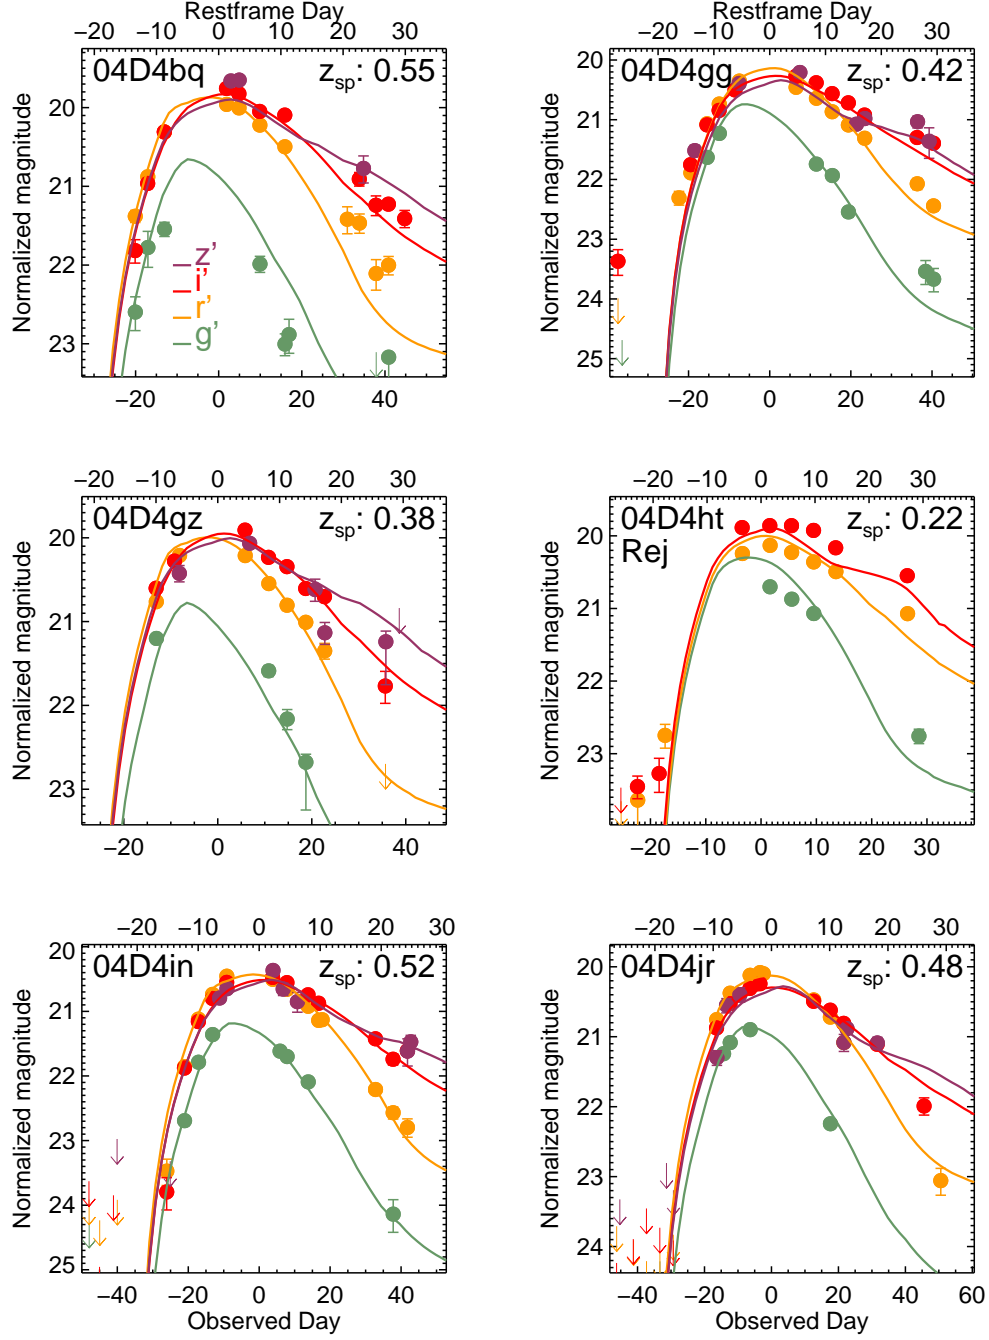 Restframe Day
−20 −10 0 10 20 30
04D4bq z_sp: 0.55
Normalized magnitude
20
21
22
23
z’
i’
r’
g’
−20 0 20 40
Restframe Day
−20 −10 0 10 20 30
04D4gg z_sp: 0.42
Normalized magnitude
20
21
22
23
24
25
−20 0 20 40
−20 −10 0 10 20 30
04D4gz z_sp: 0.38
Normalized magnitude
20
21
22
23
−20 0 20 40
−20 −10 0 10 20 30
04D4ht z_sp: 0.22
Rej
Normalized magnitude
20
21
22
23
−20 −10 0 10 20 30
−20 −10 0 10 20 30
04D4in z_sp: 0.52
Normalized magnitude
20
21
22
23
24
25
−40 −20 0 20 40
Observed Day
−20 −10 0 10 20 30
04D4jr z_sp: 0.48
Normalized magnitude
20
21
22
23
24
−40 −20 0 20 40 60
Observed Day